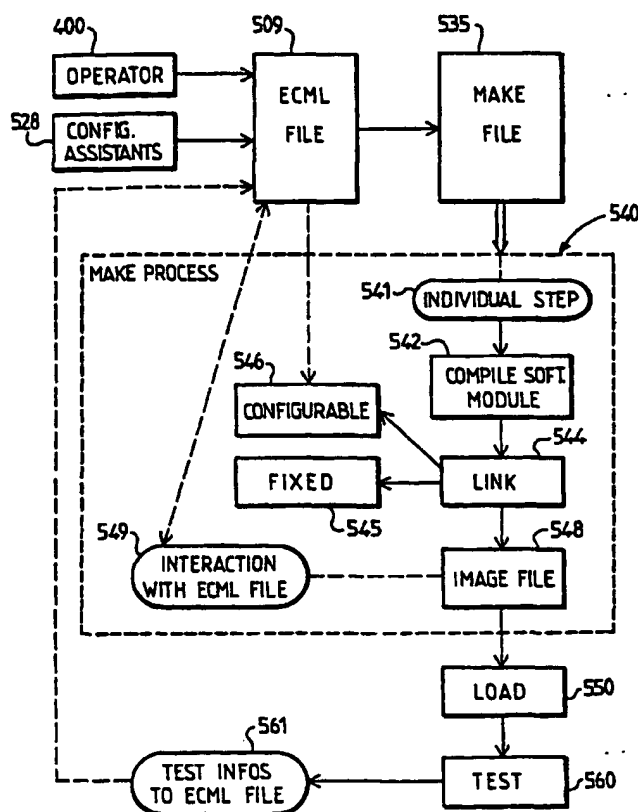 400
509
535
OPERATOR
ECML
FILE
MAKE
FILE
528
CONFIG.
ASSISTANTS
540
MAKE PROCESS
541
INDIVIDUAL STEP
542
546
COMPILE SOFT.
MODULE
CONFIGURABLE
544
FIXED
LINK
545
549
548
INTERACTION
WITH ECML FILE
IMAGE FILE
LOAD
550
561
TEST INFOS
TO ECML FILE
TEST
560